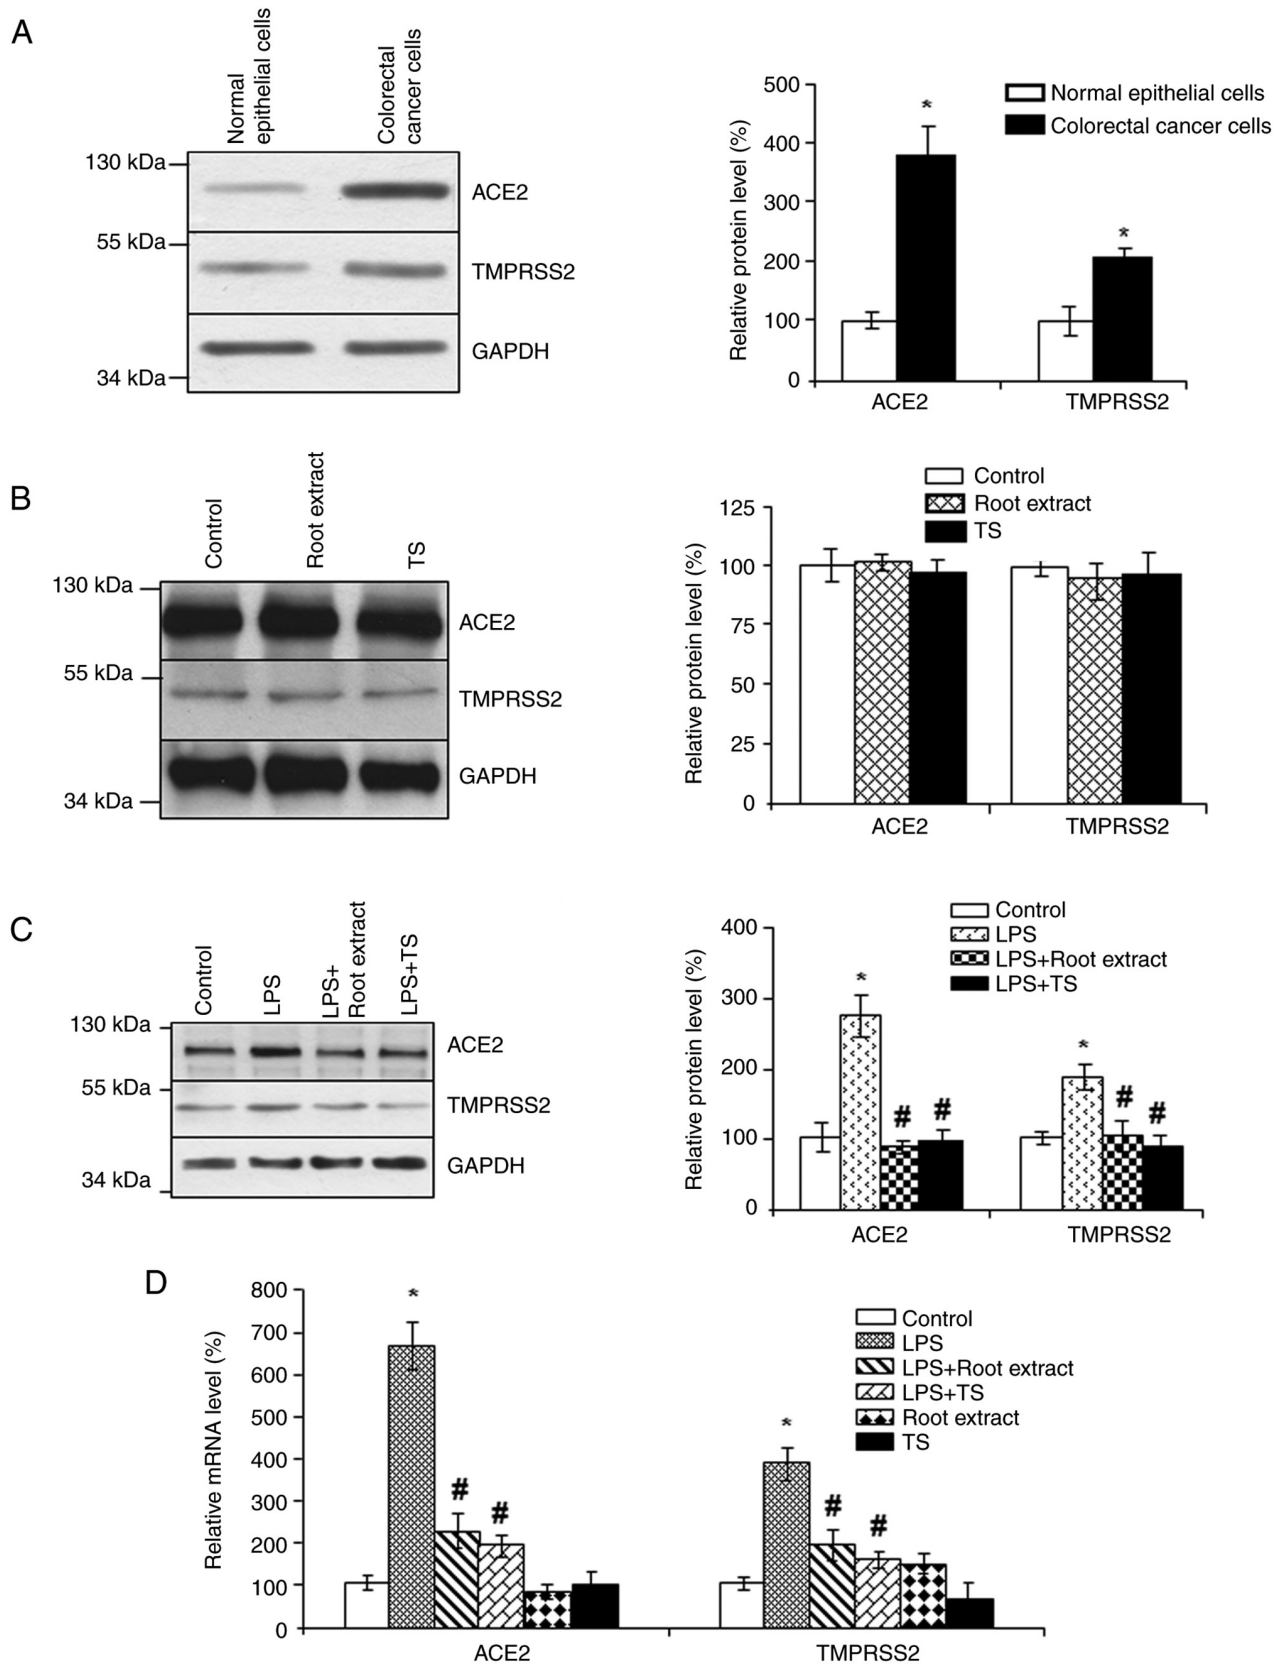 A
Normal
epithelial cells
Colorectal
cancer cells
130 kDa
ACE2
55 kDa
TMPRSS2
GAPDH
34 kDa
Relative protein level (%)
500
400
300
200
100
0
*
*
Normal epithelial cells
Colorectal cancer cells
ACE2
TMPRSS2
B
Control
Root extract
TS
130 kDa
ACE2
55 kDa
TMPRSS2
GAPDH
34 kDa
Control
Root extract
TS
Relative protein level (%)
125
100
75
50
25
0
ACE2
TMPRSS2
C
Control
LPS
LPS+
Root extract
LPS+TS
130 kDa
ACE2
55 kDa
TMPRSS2
GAPDH
34 kDa
Control
LPS
LPS+Root extract
LPS+TS
Relative protein level (%)
400
300
200
100
0
*
#
#
*
#
#
ACE2
TMPRSS2
D
Relative mRNA level (%)
800
700
600
500
400
300
200
100
0
*
#
#
*
#
#
Control
LPS
LPS+Root extract
LPS+TS
Root extract
TS
ACE2
TMPRSS2